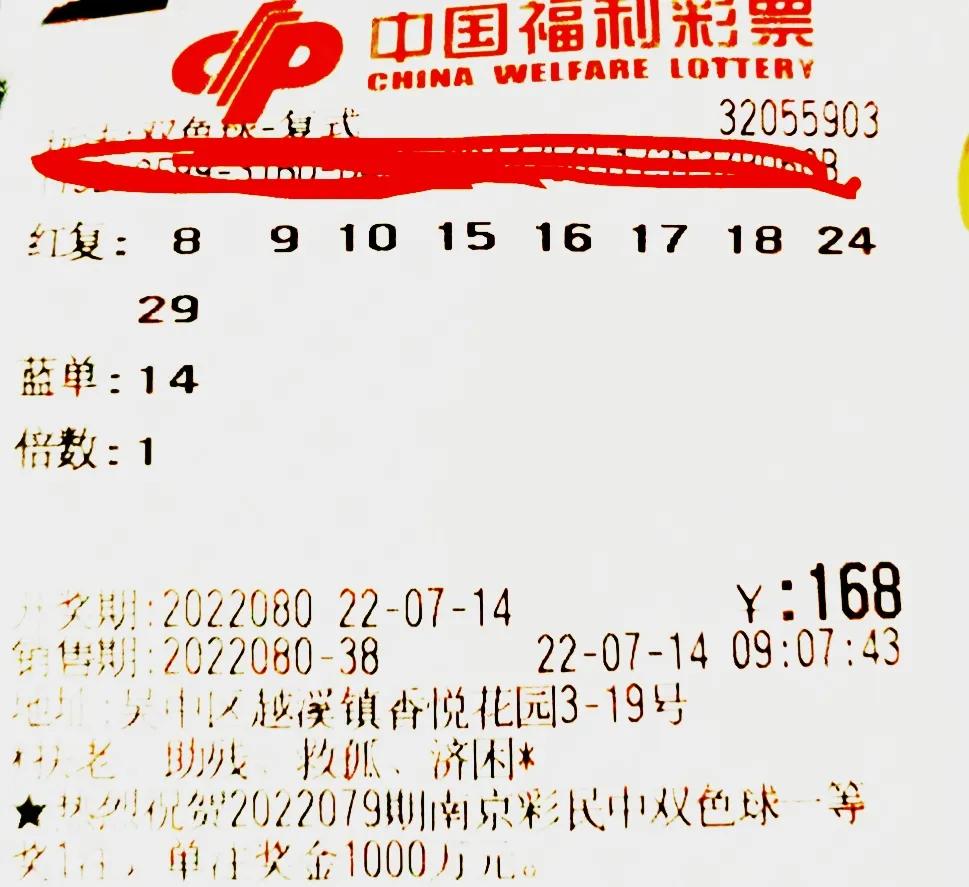 中国福利彩票
CHINA WELFARE LOTTERY
双色球-复式 32055903
红复: 8 9 10 15 16 17 18 24
29
蓝单:14
倍数:1
¥:168
开奖期:2022080 22-07-14
销售期:2022080-38 22-07-14 09:07:43
地址:吴中区越溪镇香悦花园3-19号
*扶老、助残、救孤、济困*
★热烈祝贺2022079期南京彩民中双色球一等
奖1注，单注奖金1000万元。